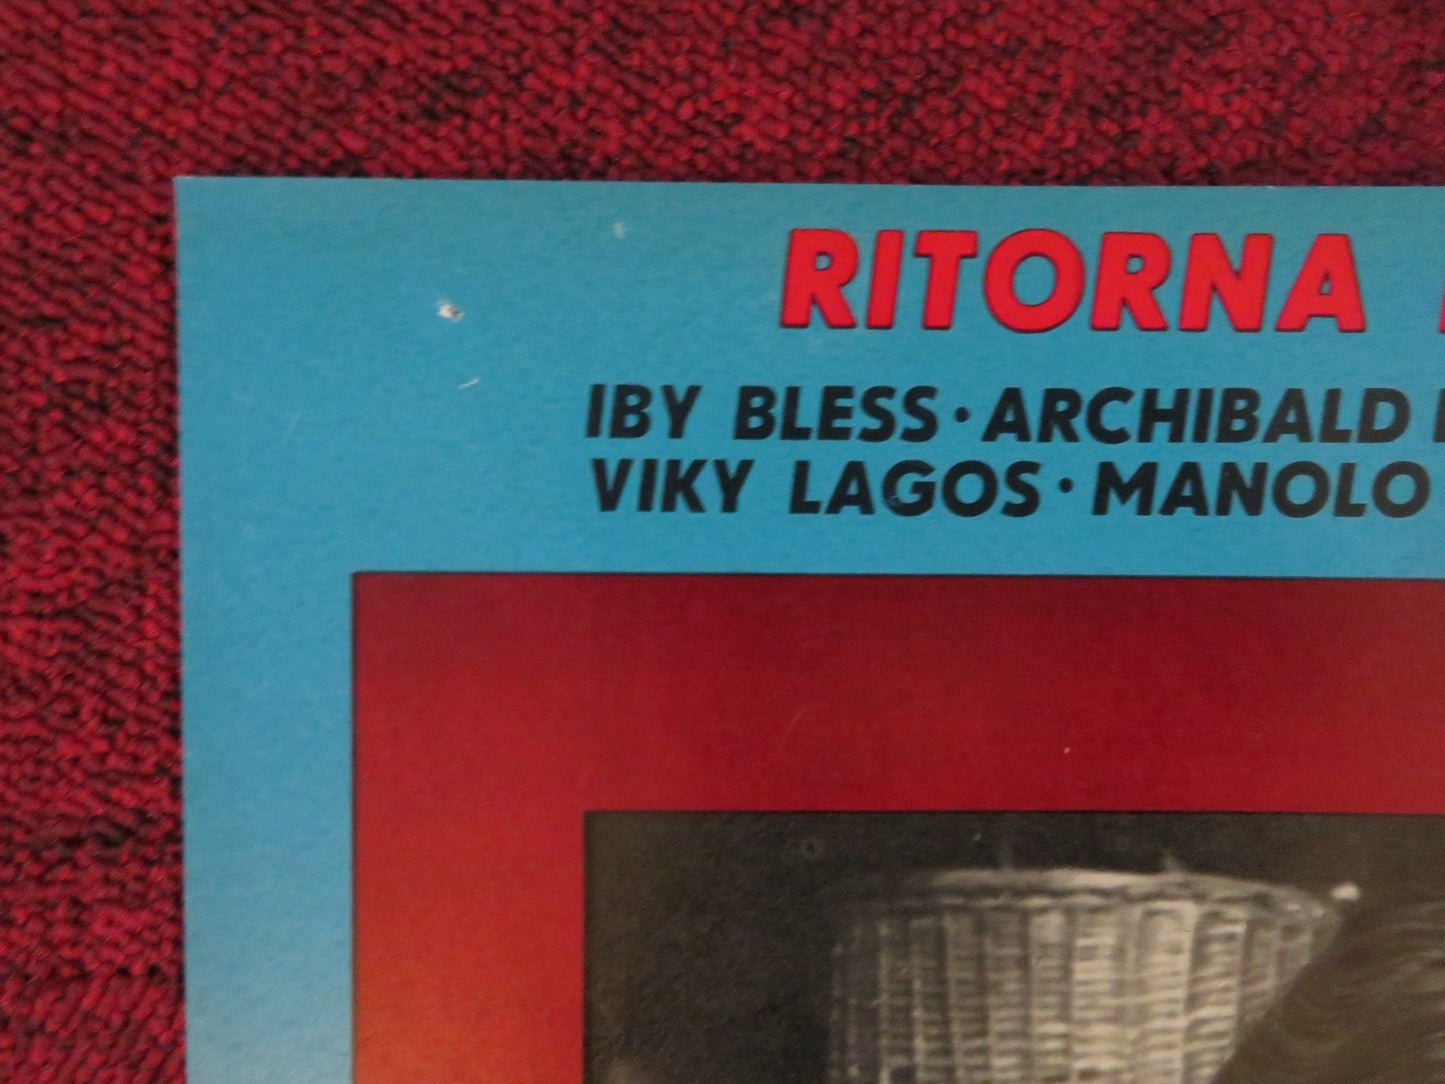 RITORNA
IBY BLESS · ARCHIBALD
VIKY LAGOS · MANOLO